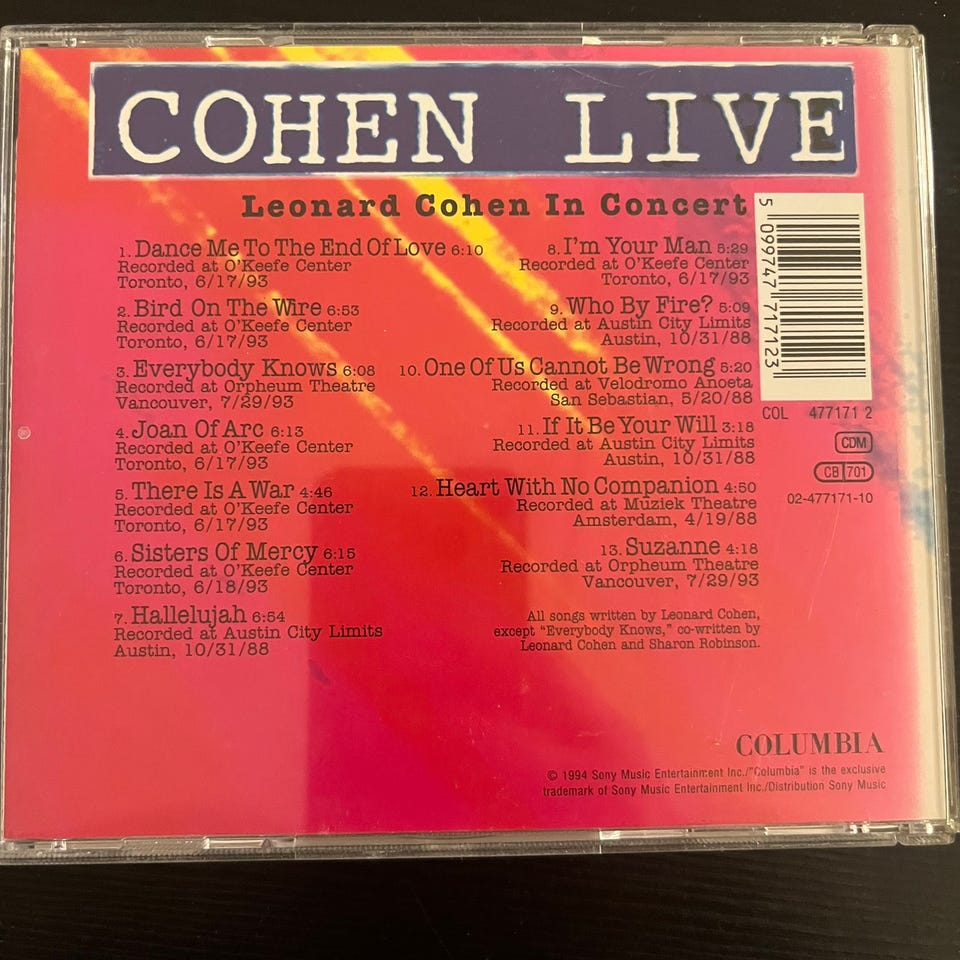 COHEN LIVE
Leonard Cohen In Concert
1. Dance Me To The End Of Love 6:10
Recorded at O'Keefe Center
Toronto, 6/17/93
2. Bird On The Wire 6:53
Recorded at O'Keefe Center
Toronto, 6/17/93
3. Everybody Knows 6:08
Recorded at Orpheum Theatre
Vancouver, 7/29/93
4. Joan Of Arc 6:13
Recorded at O'Keefe Center
Toronto, 6/17/93
5. There Is A War 4:46
Recorded at O'Keefe Center
Toronto, 6/17/93
6. Sisters Of Mercy 6:15
Recorded at O'Keefe Center
Toronto, 6/18/93
7. Hallelujah 6:54
Recorded at Austin City Limits
Austin, 10/31/88
8. I'm Your Man 5:29
Recorded at O'Keefe Center
Toronto, 6/17/93
9. Who By Fire? 5:09
Recorded at Austin City Limits
Austin, 10/31/88
10. One Of Us Cannot Be Wrong 5:20
Recorded at Velodromo Anoeta
San Sebastian, 5/20/88
11. If It Be Your Will 3:18
Recorded at Austin City Limits
Austin, 10/31/88
12. Heart With No Companion 4:50
Recorded at Muziek Theatre
Amsterdam, 4/19/88
13. Suzanne 4:18
Recorded at Orpheum Theatre
Vancouver, 7/29/93
All songs written by Leonard Cohen,
except "Everybody Knows," co-written by
Leonard Cohen and Sharon Robinson.
5 099747 717123
COL 477171 2
CDM
CB 701
02-477171-10
COLUMBIA
© 1994 Sony Music Entertainment Inc./"Columbia" is the exclusive
trademark of Sony Music Entertainment Inc./Distribution Sony Music